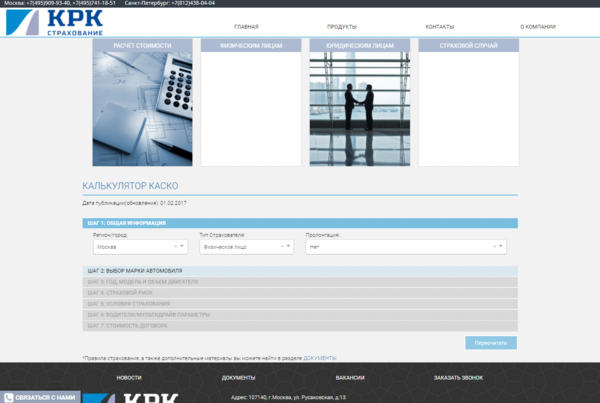 Москва: +7(495)909-93-40, +7(495)741-18-51 Санкт-Петербург: +7(812)438-04-04
КРК
СТРАХОВАНИЕ
ГЛАВНАЯ ПРОДУКТЫ КОНТАКТЫ О КОМПАНИИ
РАСЧЁТ СТОИМОСТИ ФИЗИЧЕСКИМ ЛИЦАМ ЮРИДИЧЕСКИМ ЛИЦАМ СТРАХОВОЙ СЛУЧАЙ
КАЛЬКУЛЯТОР КАСКО
Дата публикации(обновления): 01.02.2017
ШАГ 1: ОБЩАЯ ИНФОРМАЦИЯ
Регион/город: Тип Страхователя: Пролонгация:
Москва Физическое лицо Нет
ШАГ 2: ВЫБОР МАРКИ АВТОМОБИЛЯ
ШАГ 3: ГОД, МОДЕЛЬ И ОБЪЕМ ДВИГАТЕЛЯ
ШАГ 4: СТРАХОВОЙ РИСК
ШАГ 5: УСЛОВИЯ СТРАХОВАНИЯ
ШАГ 6: ВОДИТЕЛИ/МУЛЬТИДРАЙВ ПАРАМЕТРЫ
ШАГ 7: СТОИМОСТЬ ДОГОВОРА
Пересчитать
*Правила страхования, а также дополнительные материалы вы можете найти в разделе ДОКУМЕНТЫ
НОВОСТИ ДОКУМЕНТЫ ВАКАНСИИ ЗАКАЗАТЬ ЗВОНОК
СВЯЗАТЬСЯ С НАМИ
КРК
Адрес: 107140, г.Москва, ул. Русаковская, д.13